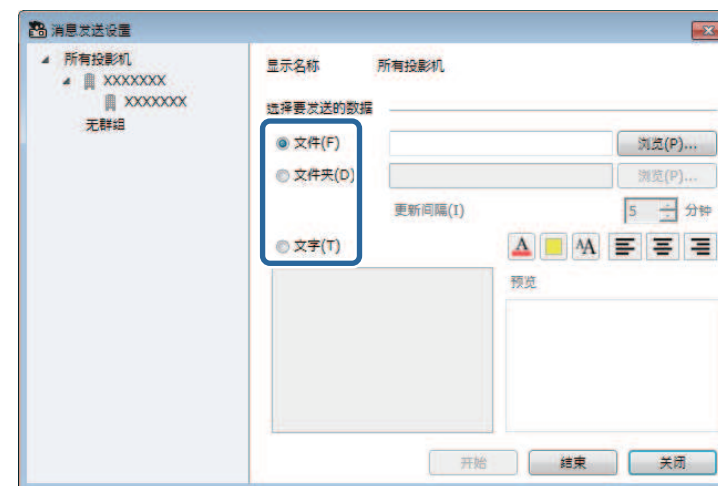 消息发送设置
所有投影机
XXXXXXX
XXXXXXX
无群组
显示名称 所有投影机
选择要发送的数据
文件(F) 浏览(P)...
文件夹(D) 浏览(P)...
更新间隔(I) 5 分钟
文字(T)
预览
开始 结束 关闭